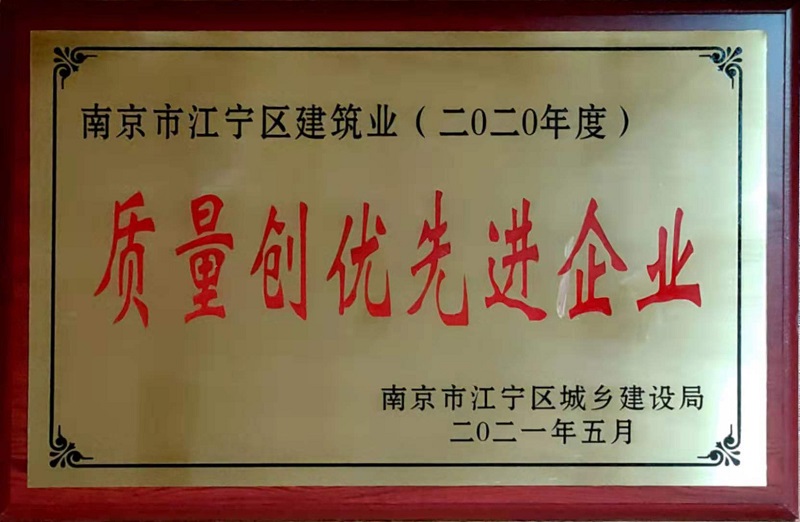 南京市江宁区建筑业（二0二0年度）
质量创优先进企业
南京市江宁区城乡建设局
二0二一年五月